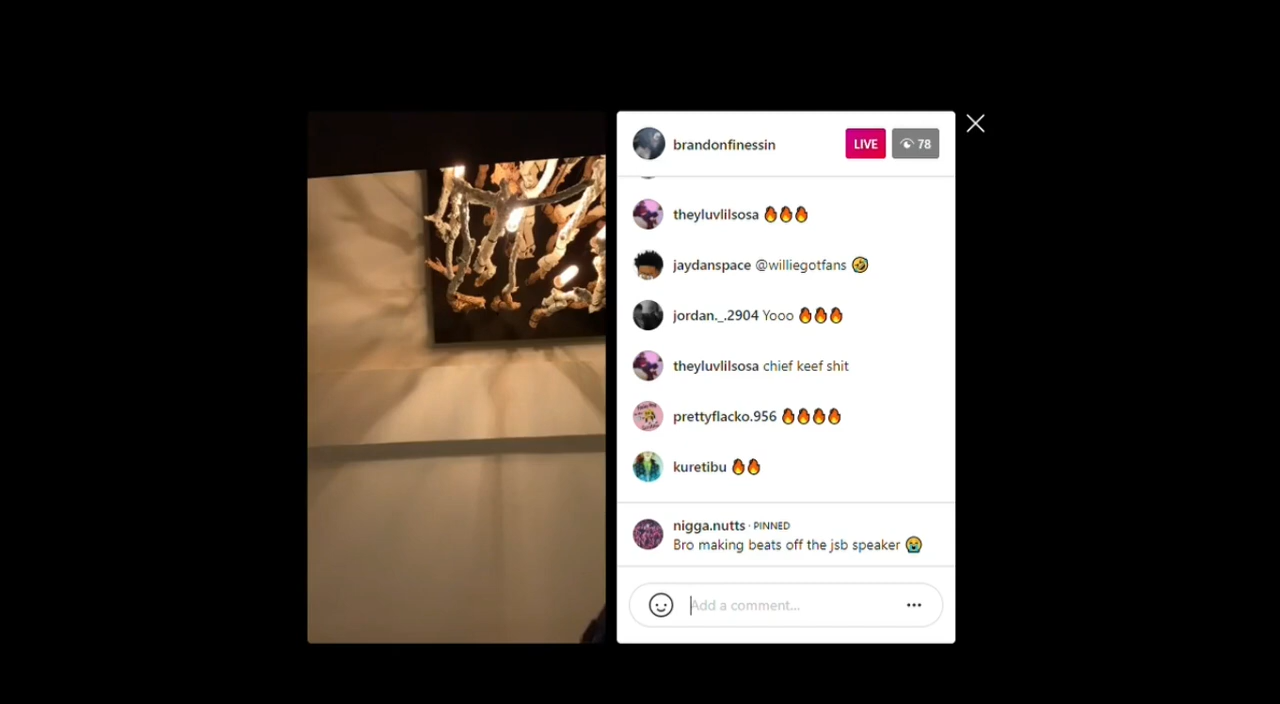 brandonfinessin
LIVE
78
theyluvlilsosa 🔥🔥🔥
jaydanspace @williegotfans 🤣
jordan._.2904 Yooo 🔥🔥🔥
theyluvlilsosa chief keef shit
prettyflacko.956 🔥🔥🔥🔥
kuretibu 🔥🔥
nigga.nutts · PINNED
Bro making beats off the jsb speaker 😭
Add a comment...